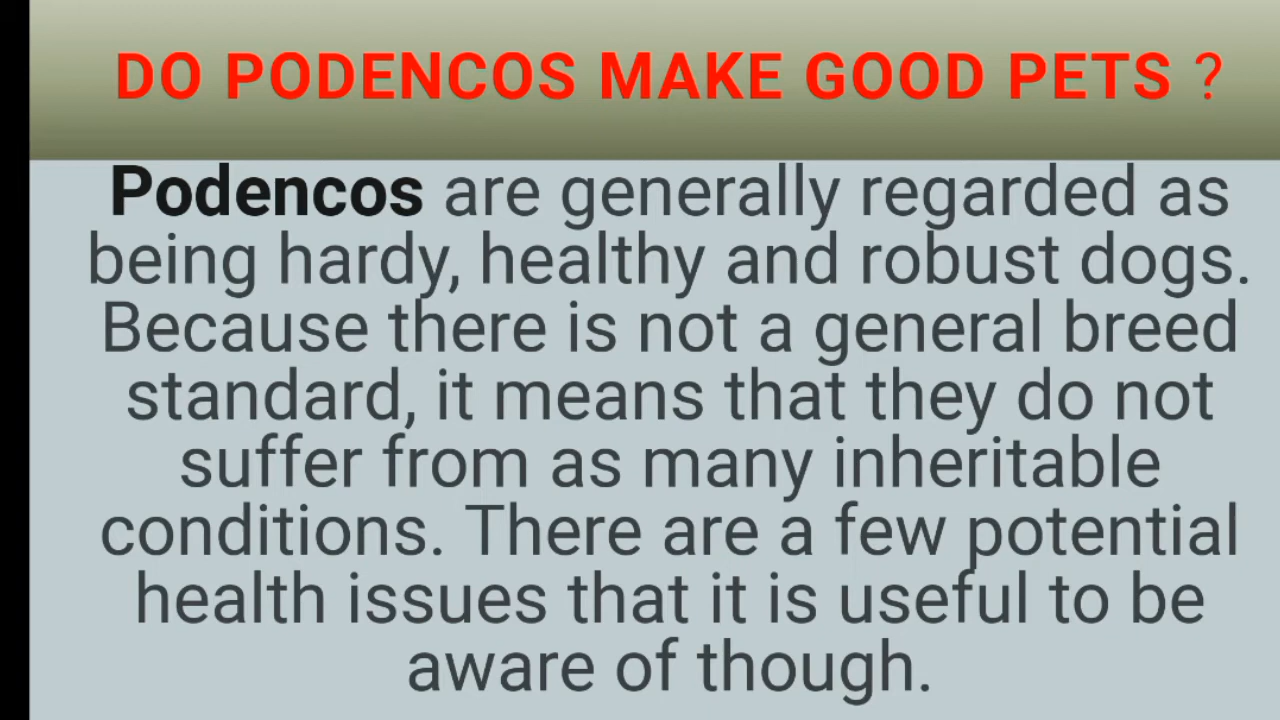 DO PODENCOS MAKE GOOD PETS ?
Podencos are generally regarded as
being hardy, healthy and robust dogs.
Because there is not a general breed
standard, it means that they do not
suffer from as many inheritable
conditions. There are a few potential
health issues that it is useful to be
aware of though.